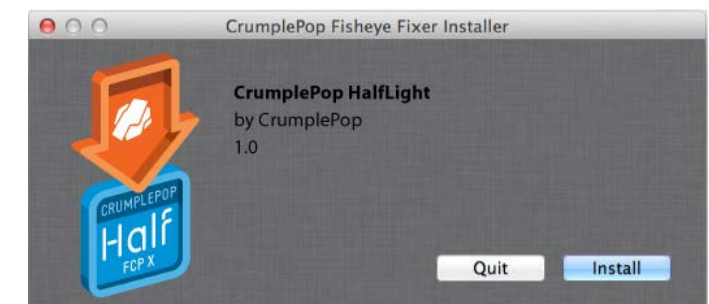 CrumplePop Fisheye Fixer Installer
CrumplePop HalfLight
by CrumplePop
1.0
CRUMPLEPOP
Half
FCP X
Quit
Install